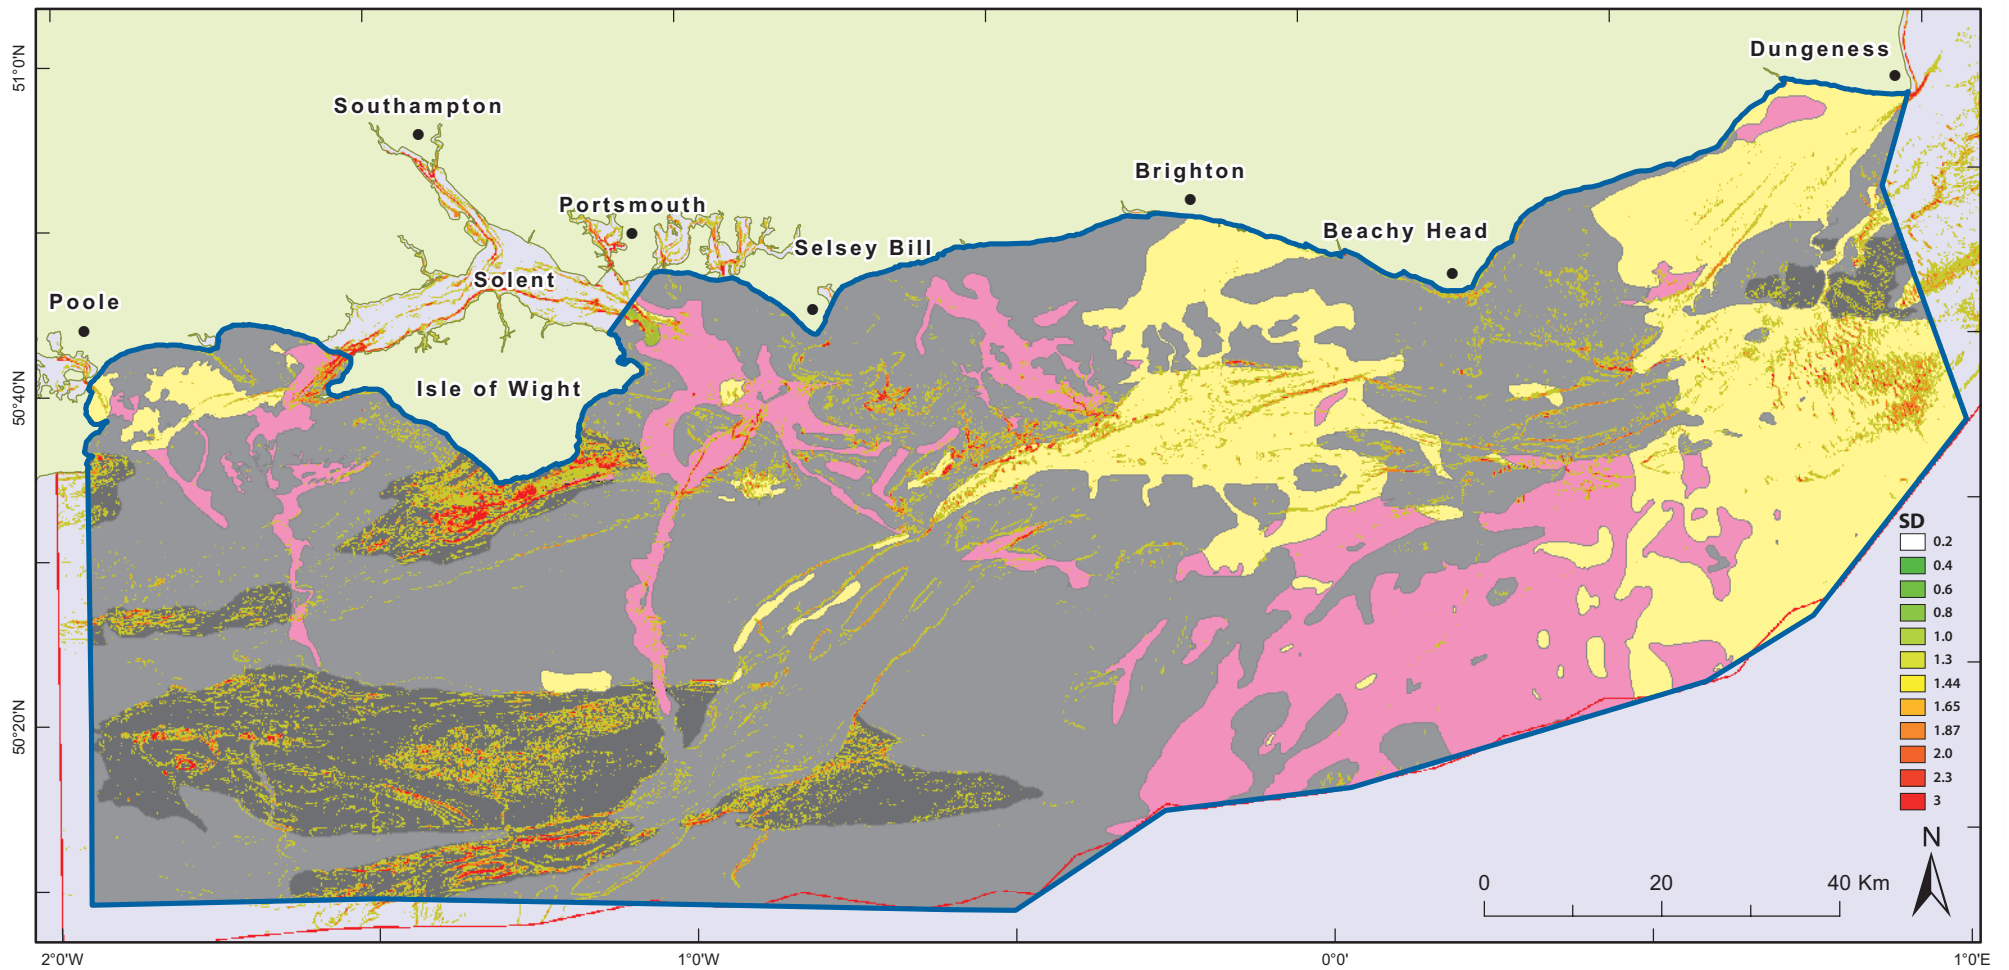 Dungeness
51°0'N
Southampton
Brighton
Portsmouth
Beachy Head
Selsey Bill
Solent
Poole
Isle of Wight
50°40'N
SD
0.2
0.4
0.6
0.8
1.0
1.3
1.44
1.65
1.87
2.0
2.3
3
50°20'N
N
0 20 40 Km
2°0'W 1°0'W 0°0' 1°0'E